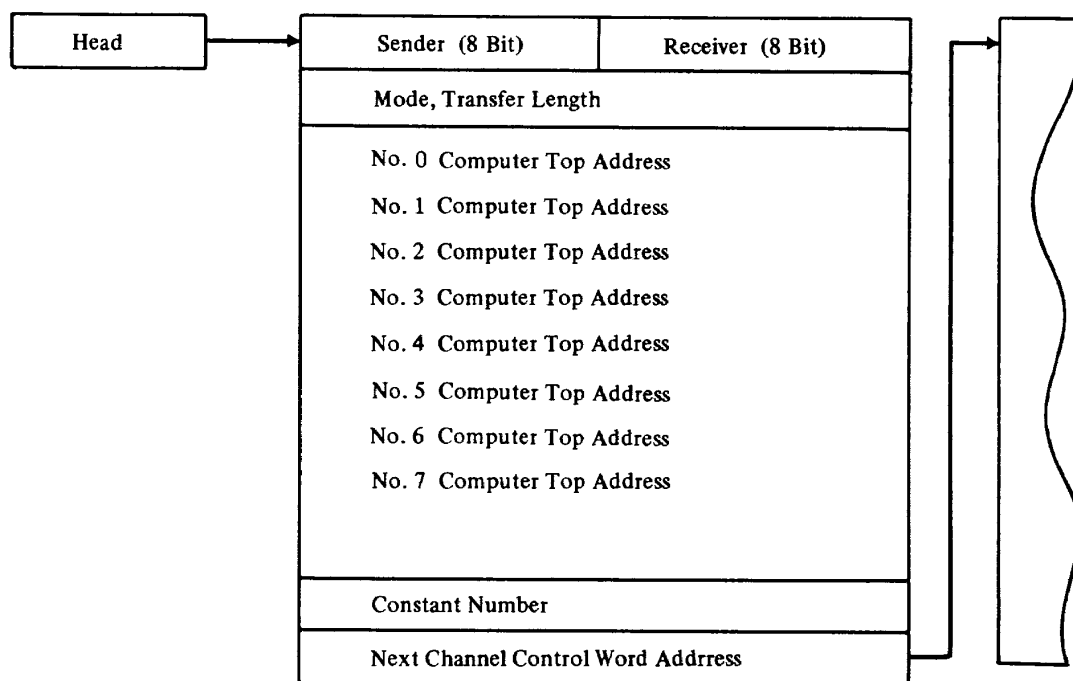 Head
Sender (8 Bit)
Receiver (8 Bit)
Mode, Transfer Length
No. 0 Computer Top Address
No. 1 Computer Top Address
No. 2 Computer Top Address
No. 3 Computer Top Address
No. 4 Computer Top Address
No. 5 Computer Top Address
No. 6 Computer Top Address
No. 7 Computer Top Address
Constant Number
Next Channel Control Word Addrress